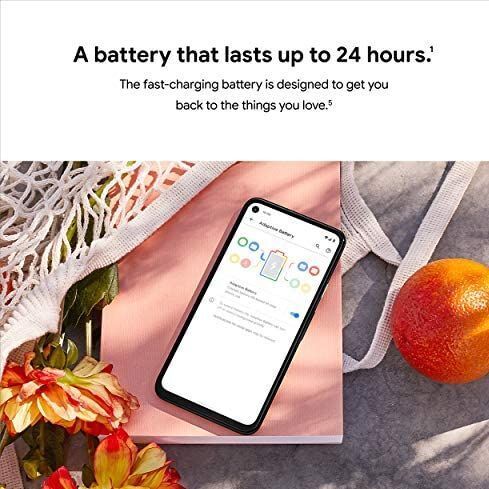 A battery that lasts up to 24 hours.¹
The fast-charging battery is designed to get you
back to the things you love.⁵
Adaptive Battery
Adaptive Battery